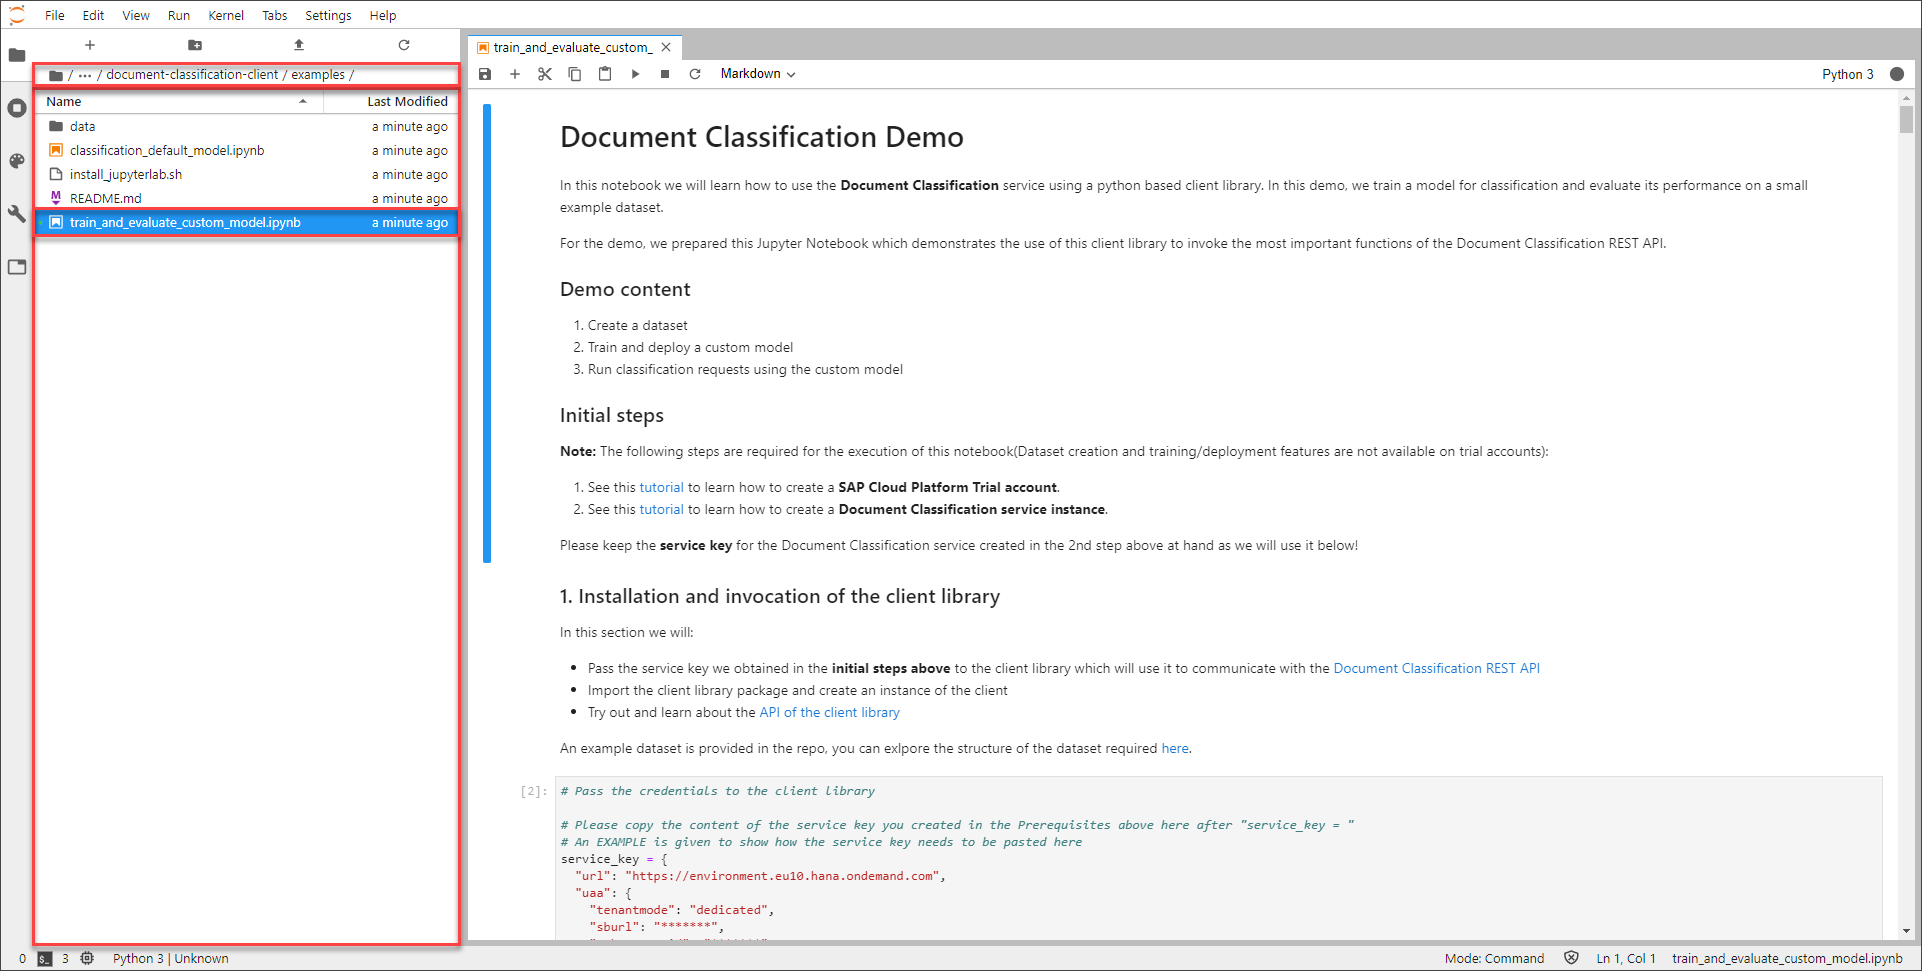 File Edit View Run Kernel Tabs Settings Help
/ ··· / document-classification-client / examples /
Name Last Modified
data a minute ago
classification_default_model.ipynb a minute ago
install_jupyterlab.sh a minute ago
README.md a minute ago
train_and_evaluate_custom_model.ipynb a minute ago
train_and_evaluate_custom_
Markdown
Python 3
Document Classification Demo
In this notebook we will learn how to use the Document Classification service using a python based client library. In this demo, we train a model for classification and evaluate its performance on a small
example dataset.
For the demo, we prepared this Jupyter Notebook which demonstrates the use of this client library to invoke the most important functions of the Document Classification REST API.
Demo content
1. Create a dataset
2. Train and deploy a custom model
3. Run classification requests using the custom model
Initial steps
Note: The following steps are required for the execution of this notebook(Dataset creation and training/deployment features are not available on trial accounts):
1. See this tutorial to learn how to create a SAP Cloud Platform Trial account.
2. See this tutorial to learn how to create a Document Classification service instance.
Please keep the service key for the Document Classification service created in the 2nd step above at hand as we will use it below!
1. Installation and invocation of the client library
In this section we will:
• Pass the service key we obtained in the initial steps above to the client library which will use it to communicate with the Document Classification REST API
• Import the client library package and create an instance of the client
• Try out and learn about the API of the client library
An example dataset is provided in the repo, you can exlpore the structure of the dataset required here.
[2]:
# Pass the credentials to the client library
# Please copy the content of the service key you created in the Prerequisites above here after "service_key = "
# An EXAMPLE is given to show how the service key needs to be pasted here
service_key = {
"url": "https://environment.eu10.hana.ondemand.com",
"uaa": {
"tenantmode": "dedicated",
"sburl": "*******",
0 $_ 3 Python 3 | Unknown
Mode: Command Ln 1, Col 1 train_and_evaluate_custom_model.ipynb